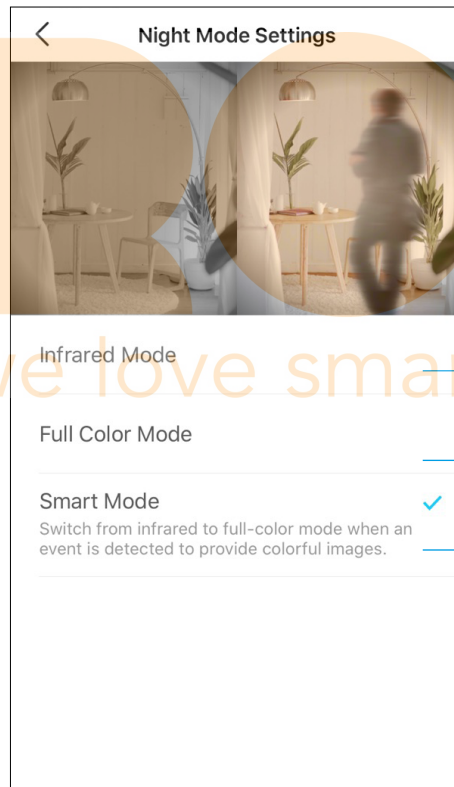 Night Mode Settings
Infrared Mode
we love smar
Full Color Mode
Smart Mode
Switch from infrared to full-color mode when an
event is detected to provide colorful images.